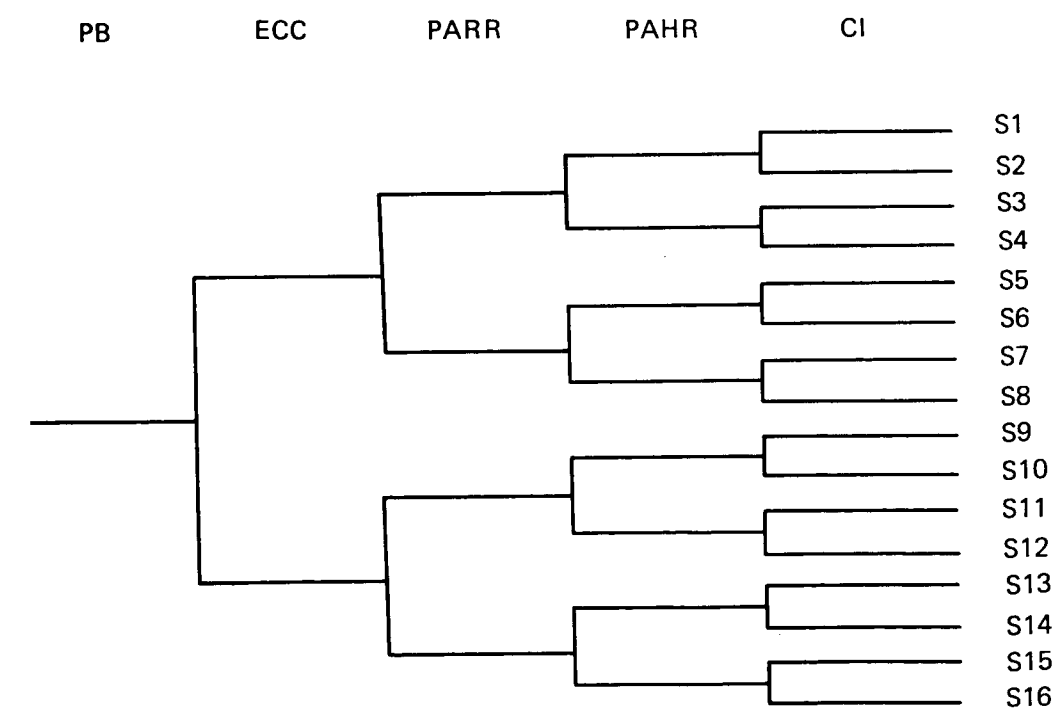 PB ECC PARR PAHR CI
S1
S2
S3
S4
S5
S6
S7
S8
S9
S10
S11
S12
S13
S14
S15
S16